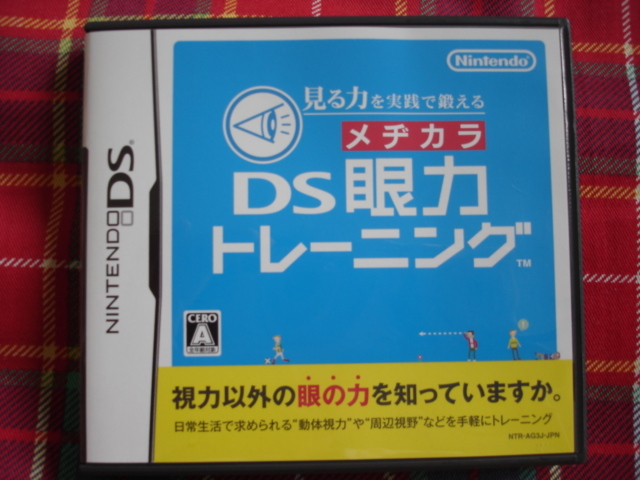 Nintendo
見る力を実践で鍛える
メヂカラ
DS眼力
トレーニング™
NINTENDO DS®
CERO
A
全年齢対象
視力以外の眼の力を知っていますか。
日常生活で求められる"動体視力"や"周辺視野"などを手軽にトレーニング
NTR-AG3J-JPN